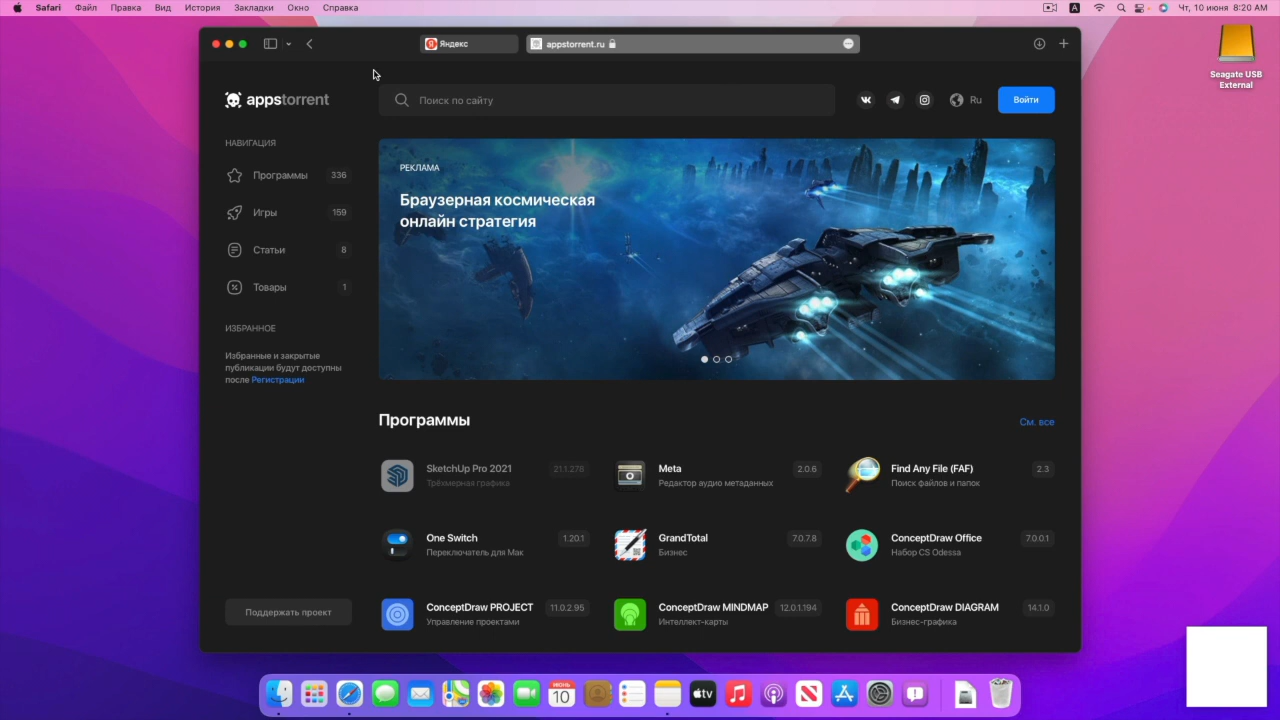 Safari Файл Правка Вид История Закладки Окно Справка
A
Чт, 10 июня 8:20 AM
Я Яндекс
appstorrent.ru
Seagate USB
External
appstorrent
Поиск по сайту
Ru
Войти
НАВИГАЦИЯ
Программы 336
Игры 159
Статьи 8
Товары 1
ИЗБРАННОЕ
Избранные и закрытые
публикации будут доступны
после Регистрации
Поддержать проект
РЕКЛАМА
Браузерная космическая
онлайн стратегия
Программы
См. все
SketchUp Pro 2021 21.1.278
Трёхмерная графика
Meta 2.0.6
Редактор аудио метаданных
Find Any File (FAF) 2.3
Поиск файлов и папок
One Switch 1.20.1
Переключатель для Мак
GrandTotal 7.0.7.8
Бизнес
ConceptDraw Office 7.0.0.1
Набор CS Odessa
ConceptDraw PROJECT 11.0.2.95
Управление проектами
ConceptDraw MINDMAP 12.0.1.194
Интеллект-карты
ConceptDraw DIAGRAM 14.1.0
Бизнес-графика
ИЮНЬ
10
tv